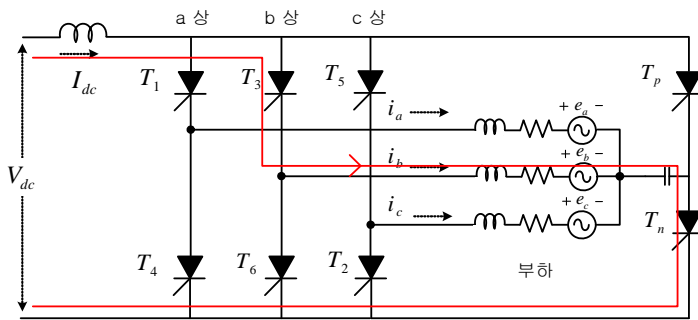 a 상 b 상 c 상
I_dc T_1 T_3 T_5 T_p
i_a + e_a −
V_dc i_b + e_b −
i_c + e_c − T_n
T_4 T_6 T_2 부하